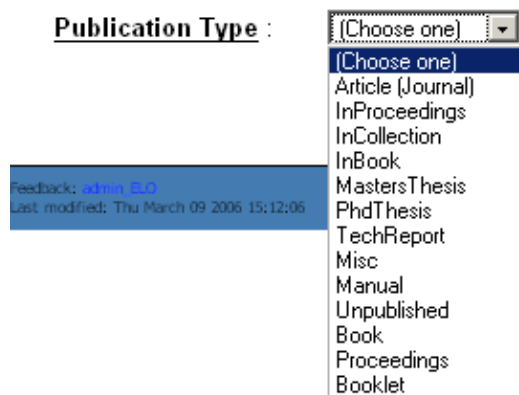 Publication Type :
(Choose one)
(Choose one)
Article (Journal)
InProceedings
InCollection
InBook
MastersThesis
PhdThesis
TechReport
Misc
Manual
Unpublished
Book
Proceedings
Booklet
Feedback: admin_ELO
Last modified: Thu March 09 2006 15:12:06